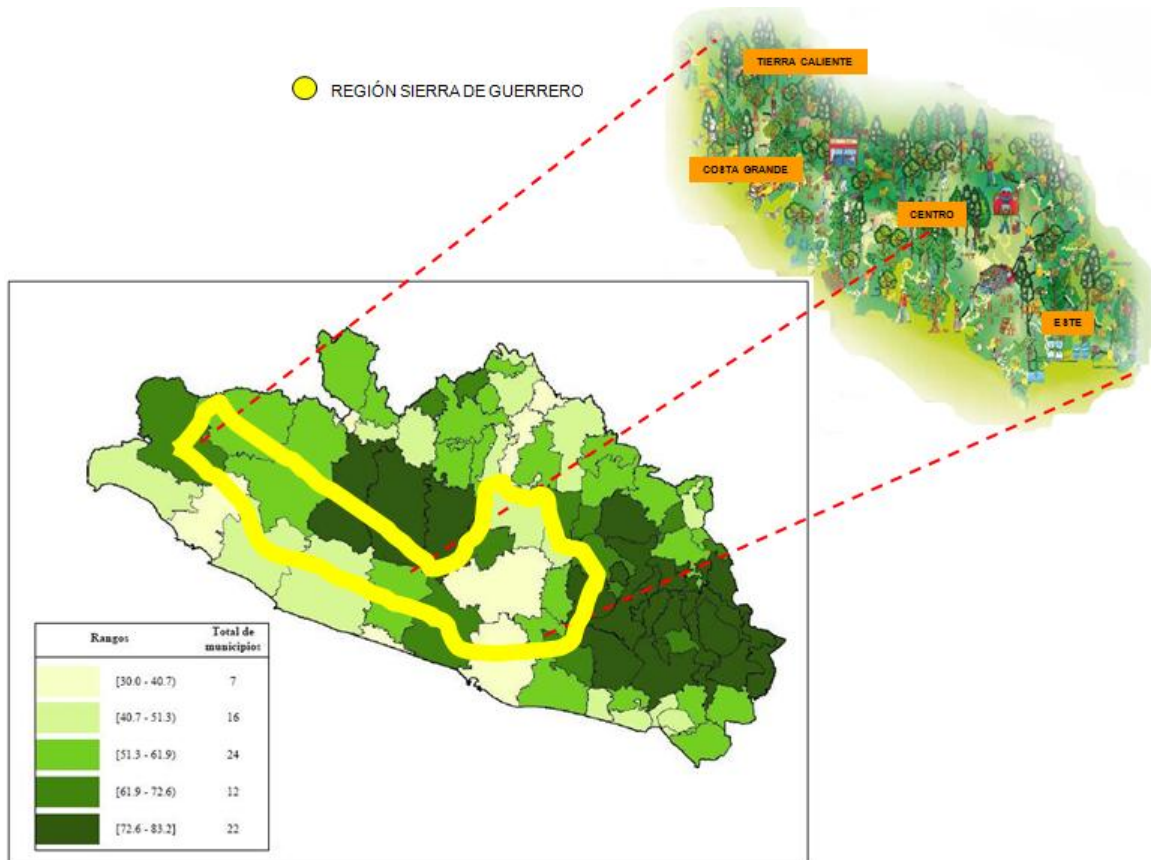 TIERRA CALIENTE
REGIÓN SIERRA DE GUERRERO
COSTA GRANDE
CENTRO
ESTE
Rangos Total de
municipios
[30.0 - 40.7) 7
[40.7 - 51.3) 16
[51.3 - 61.9) 24
[61.9 - 72.6) 12
[72.6 - 83.2] 22